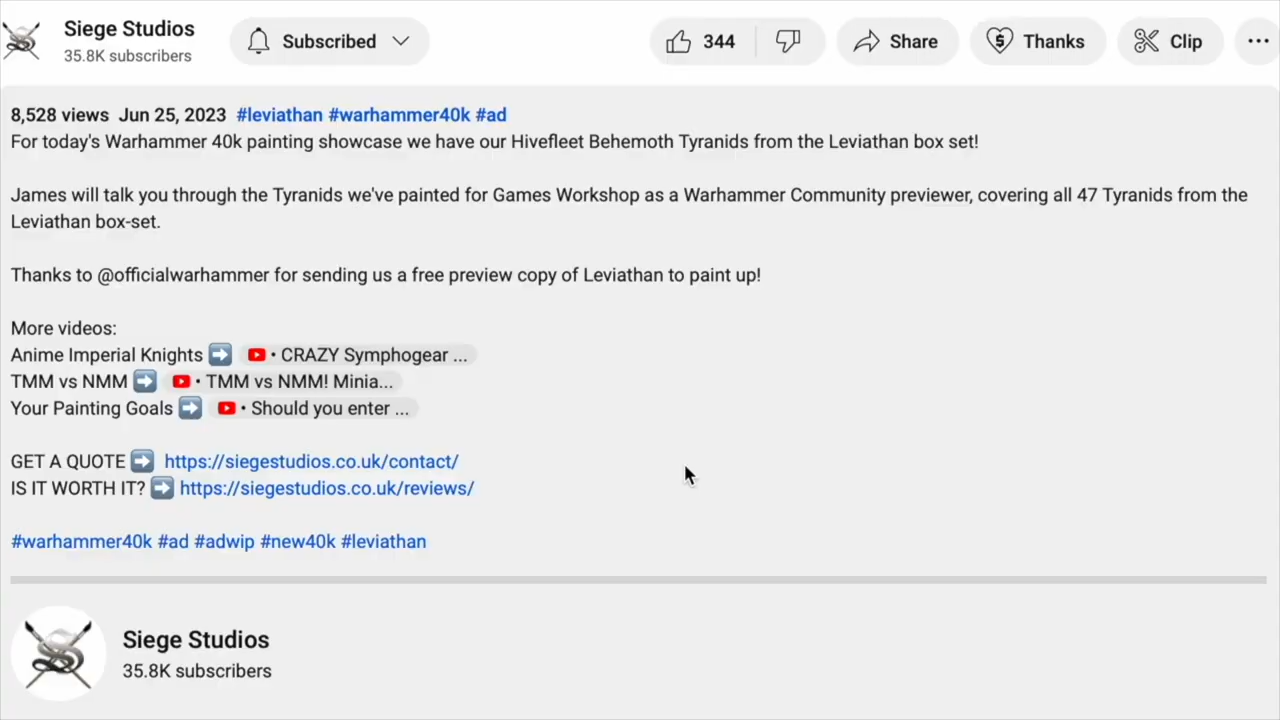 Siege Studios
35.8K subscribers
Subscribed
344
Share
Thanks
Clip
8,528 views Jun 25, 2023 #leviathan #warhammer40k #ad
For today's Warhammer 40k painting showcase we have our Hivefleet Behemoth Tyranids from the Leviathan box set!
James will talk you through the Tyranids we've painted for Games Workshop as a Warhammer Community previewer, covering all 47 Tyranids from the
Leviathan box-set.
Thanks to @officialwarhammer for sending us a free preview copy of Leviathan to paint up!
More videos:
Anime Imperial Knights ➡️ • CRAZY Symphogear ...
TMM vs NMM ➡️ • TMM vs NMM! Minia...
Your Painting Goals ➡️ • Should you enter ...
GET A QUOTE ➡️ https://siegestudios.co.uk/contact/
IS IT WORTH IT? ➡️ https://siegestudios.co.uk/reviews/
#warhammer40k #ad #adwip #new40k #leviathan
Siege Studios
35.8K subscribers